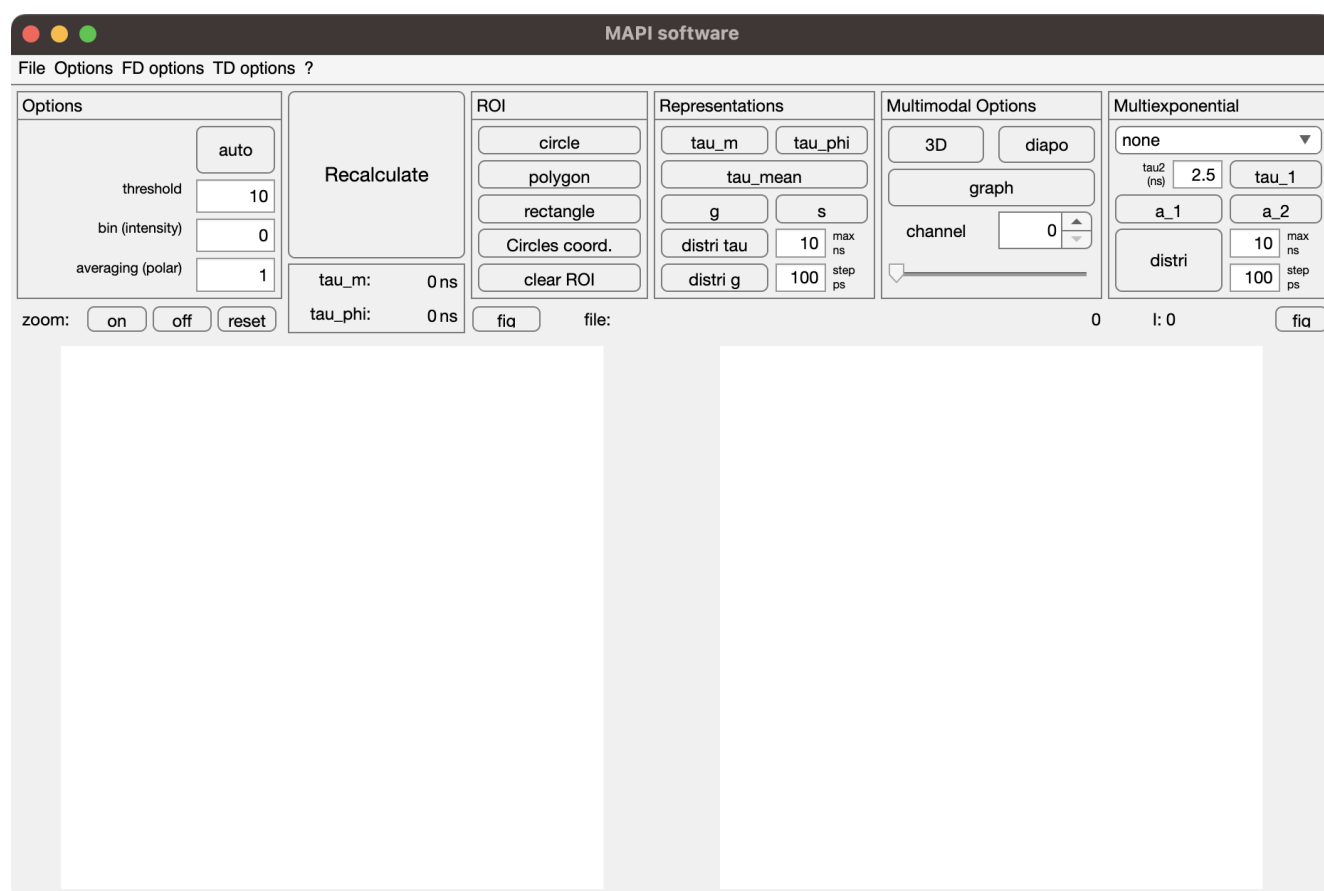 MAPI software
File Options FD options TD options ?
Options
auto
threshold 10
bin (intensity) 0
averaging (polar) 1
zoom: on off reset
Recalculate
tau_m: 0 ns
tau_phi: 0 ns
ROI
circle
polygon
rectangle
Circles coord.
clear ROI
fig file:
Representations
tau_m tau_phi
tau_mean
g s
distri tau 10 max ns
distri g 100 step ps
Multimodal Options
3D diapo
graph
channel 0
0 I: 0
Multiexponential
none
tau2 (ns) 2.5 tau_1
a_1 a_2
distri 10 max ns
100 step ps
fig